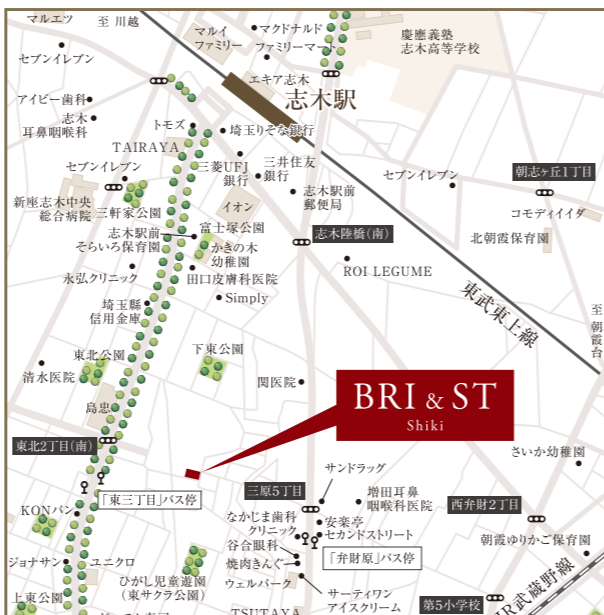 マルエツ
至 川越
マルイ
ファミリー
マクドナルド
ファミリーマート
慶應義塾
志木高等学校
セブンイレブン
エキア志木
志木駅
アイビー歯科
志木
耳鼻咽喉科
トモズ
埼玉りそな銀行
TAIRAYA
三菱UFJ
銀行
三井住友
銀行
セブンイレブン
セブンイレブン
朝志ヶ丘1丁目
志木駅前
郵便局
新座志木中央
総合病院
三軒家公園
イオン
コモディイイダ
志木駅前
そらいろ保育園
富士塚公園
かきの木
幼稚園
志木陸橋(南)
北朝霞保育園
永弘クリニック
田口皮膚科医院
ROI LEGUME
東武東上線
Simply
埼玉縣
信用金庫
至 朝霞台
東北公園
下東公園
清水医院
関医院
BRI & ST
Shiki
島忠
東北2丁目(南)
さいか幼稚園
サンドラッグ
「東三丁目」バス停
三原5丁目
増田耳鼻
咽喉科医院
西弁財2丁目
KONパン
なかじま歯科
クリニック
安楽亭
セカンドストリート
谷合眼科
「弁財原」バス停
朝霞ゆりかご保育園
ジョナサン
ユニクロ
焼肉きんぐ
ひがし児童遊園
(東サクラ公園)
ウェルパーク
サーティワン
アイスクリーム
JR武蔵野線
上東公園
第5小学校
TSUTAYA